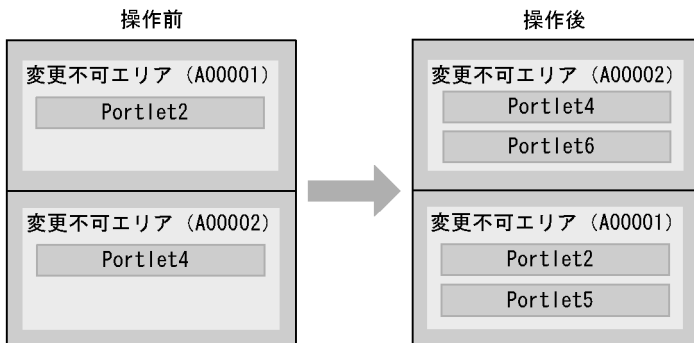 操作前
変更不可エリア（A00001）
Portlet2
変更不可エリア（A00002）
Portlet4
操作後
変更不可エリア（A00002）
Portlet4
Portlet6
変更不可エリア（A00001）
Portlet2
Portlet5